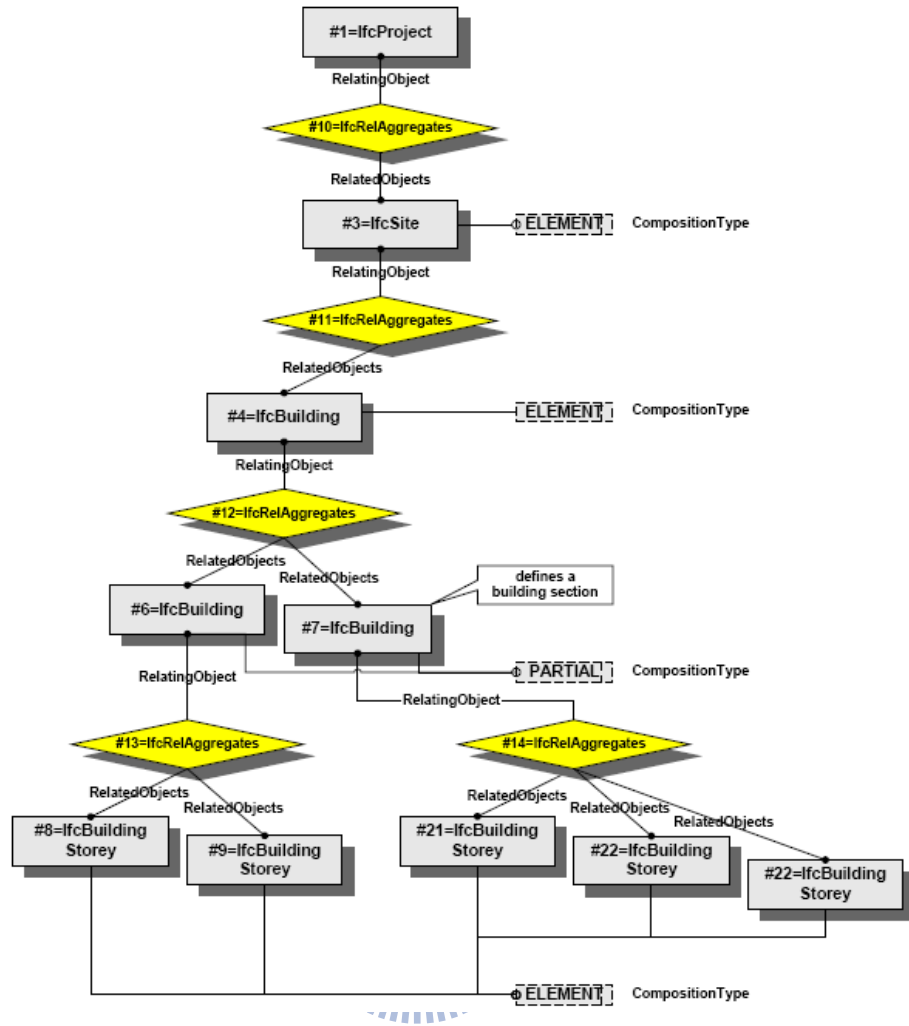 #1=IfcProject
RelatingObject
#10=IfcRelAggregates
RelatedObjects
#3=IfcSite
ELEMENT
CompositionType
RelatingObject
#11=IfcRelAggregates
RelatedObjects
#4=IfcBuilding
ELEMENT
CompositionType
RelatingObject
#12=IfcRelAggregates
RelatedObjects
RelatedObjects
defines a
building section
#6=IfcBuilding
#7=IfcBuilding
PARTIAL
CompositionType
RelatingObject
RelatingObject
#13=IfcRelAggregates
#14=IfcRelAggregates
RelatedObjects
RelatedObjects
RelatedObjects
RelatedObjects
RelatedObjects
#8=IfcBuilding
Storey
#9=IfcBuilding
Storey
#21=IfcBuilding
Storey
#22=IfcBuilding
Storey
#22=IfcBuilding
Storey
ELEMENT
CompositionType